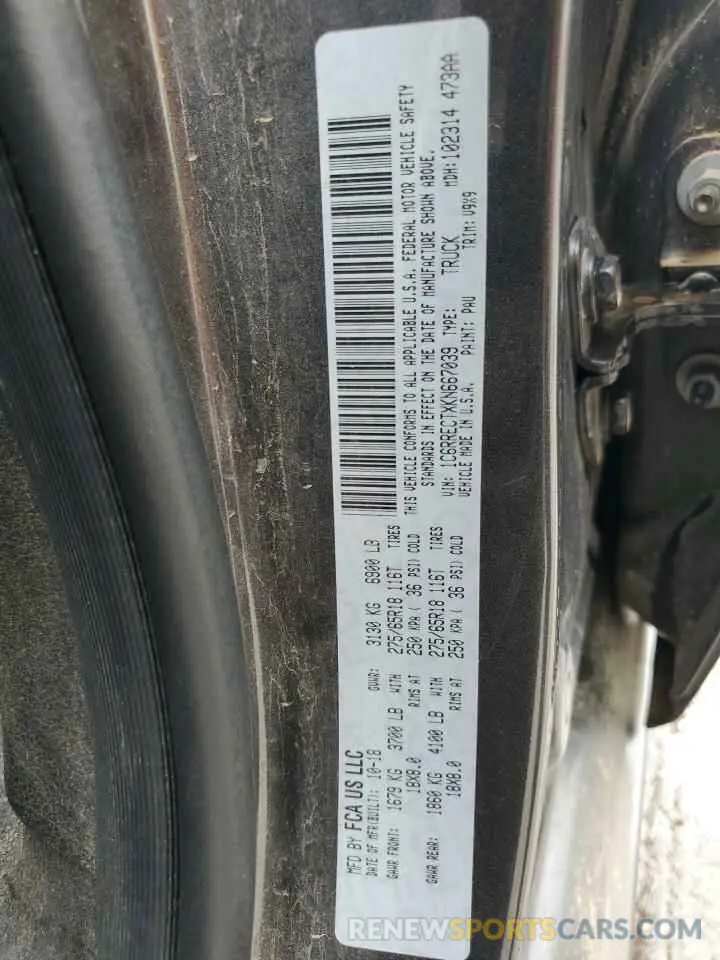 MFD BY FCA US LLC
DATE OF MFR(BUILT): 10-18 GVWR: 3130 KG 6900 LB
GAWR FRONT: 1679 KG 3700 LB WITH 275/65R18 116T TIRES
18X8.0 RIMS AT 250 KPA ( 36 PSI) COLD
GAWR REAR: 1860 KG 4100 LB WITH 275/65R18 116T TIRES
18X8.0 RIMS AT 250 KPA ( 36 PSI) COLD
THIS VEHICLE CONFORMS TO ALL APPLICABLE U.S.A. FEDERAL MOTOR VEHICLE SAFETY
STANDARDS IN EFFECT ON THE DATE OF MANUFACTURE SHOWN ABOVE.
VIN: 1C6RRECTXKN667039 TYPE: TRUCK MDH: 102314 473AA
VEHICLE MADE IN U.S.A. PAINT: PAU TRIM: V9X9
RENEWSPORTSCARS.COM